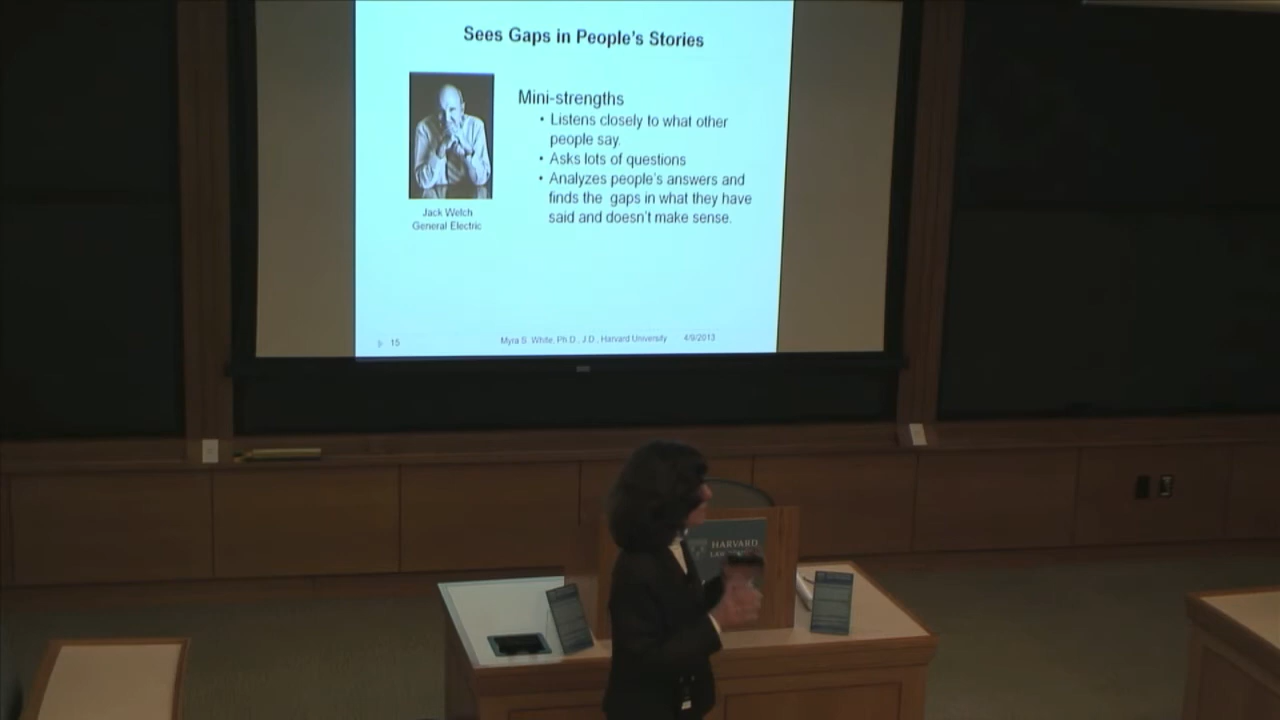 Sees Gaps in People's Stories
Mini-strengths
• Listens closely to what other
people say.
• Asks lots of questions
• Analyzes people's answers and
finds the gaps in what they have
said and doesn't make sense.
Jack Welch
General Electric
15
Myra S. White, Ph.D., J.D., Harvard University
4/9/2013
HARVARD
LAW